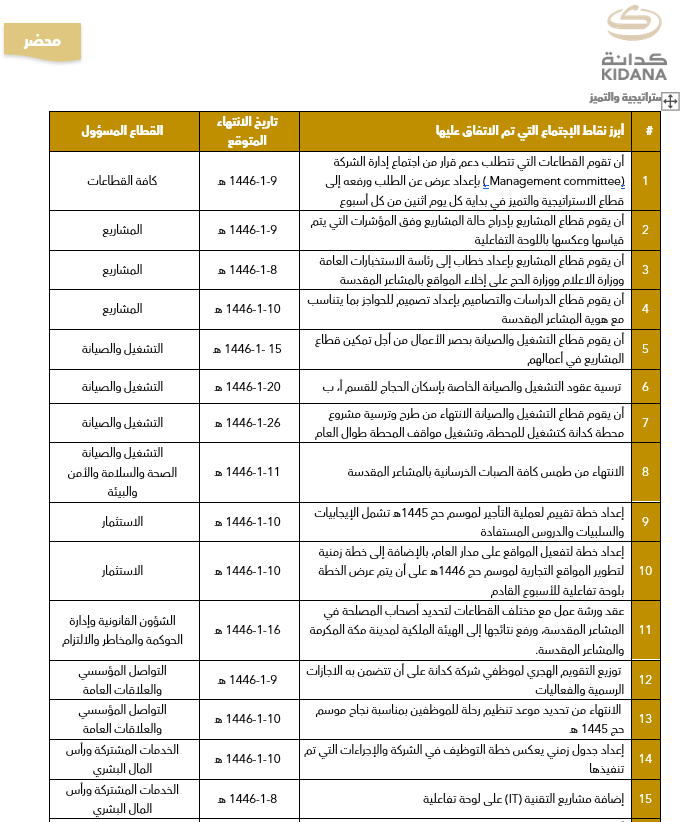 محضر
كدانة
KIDANA
ستراتيجية والتميز
# أبرز نقاط الإجتماع التي تم الاتفاق عليها تاريخ الانتهاء القطاع المسؤول
المتوقع
أن تقوم القطاعات التي تتطلب دعم قرار من اجتماع إدارة الشركة
1 (Management committee) بإعداد عرض عن الطلب ورفعه إلى 9-1-1446 هـ كافة القطاعات
قطاع الاستراتيجية والتميز في بداية كل يوم اثنين من كل أسبوع
2 أن يقوم قطاع المشاريع بإدراج حالة المشاريع وفق المؤشرات التي يتم 9-1-1446 هـ المشاريع
قياسها وعكسها باللوحة التفاعلية
3 أن يقوم قطاع المشاريع بإعداد خطاب إلى رئاسة الاستخبارات العامة 8-1-1446 هـ المشاريع
ووزارة الاعلام ووزارة الحج على إخلاء المواقع بالمشاعر المقدسة
4 أن يقوم قطاع الدراسات والتصاميم بإعداد تصميم للحواجز بما يتناسب 10-1-1446 هـ المشاريع
مع هوية المشاعر المقدسة
5 أن يقوم قطاع التشغيل والصيانة بحصر الأعمال من أجل تمكين قطاع 15 -1-1446 هـ التشغيل والصيانة
المشاريع في أعمالهم
6 ترسية عقود التشغيل والصيانة الخاصة بإسكان الحجاج للقسم أ، ب 20-1-1446 هـ التشغيل والصيانة
7 أن يقوم قطاع التشغيل والصيانة الانتهاء من طرح وترسية مشروع 26-1-1446 هـ التشغيل والصيانة
محطة كدانة كتشغيل للمحطة، وتشغيل مواقف المحطة طوال العام
التشغيل والصيانة
8 الانتهاء من طمس كافة الصبات الخرسانية بالمشاعر المقدسة 11-1-1446 هـ الصحة والسلامة والأمن
والبيئة
9 إعداد خطة تقييم لعملية التأجير لموسم حج 1445هـ تشمل الإيجابيات 10-1-1446 هـ الاستثمار
والسلبيات والدروس المستفادة
إعداد خطة لتفعيل المواقع على مدار العام، بالإضافة إلى خطة زمنية
10 لتطوير المواقع التجارية لموسم حج 1446هـ على أن يتم عرض الخطة 10-1-1446 هـ الاستثمار
بلوحة تفاعلية للأسبوع القادم
عقد ورشة عمل مع مختلف القطاعات لتحديد أصحاب المصلحة في الشؤون القانونية وإدارة
11 المشاعر المقدسة، ورفع نتائجها إلى الهيئة الملكية لمدينة مكة المكرمة 16-1-1446 هـ الحوكمة والمخاطر والالتزام
والمشاعر المقدسة.
12 توزيع التقويم الهجري لموظفي شركة كدانة على أن تتضمن به الاجازات 9-1-1446 هـ التواصل المؤسسي
الرسمية والفعاليات والعلاقات العامة
13 الانتهاء من تحديد موعد تنظيم رحلة للموظفين بمناسبة نجاح موسم 10-1-1446 هـ التواصل المؤسسي
حج 1445 هـ والعلاقات العامة
14 إعداد جدول زمني يعكس خطة التوظيف في الشركة والإجراءات التي تم 10-1-1446 هـ الخدمات المشتركة ورأس
تنفيذها المال البشري
15 إضافة مشاريع التقنية (IT) على لوحة تفاعلية 8-1-1446 هـ الخدمات المشتركة ورأس
المال البشري